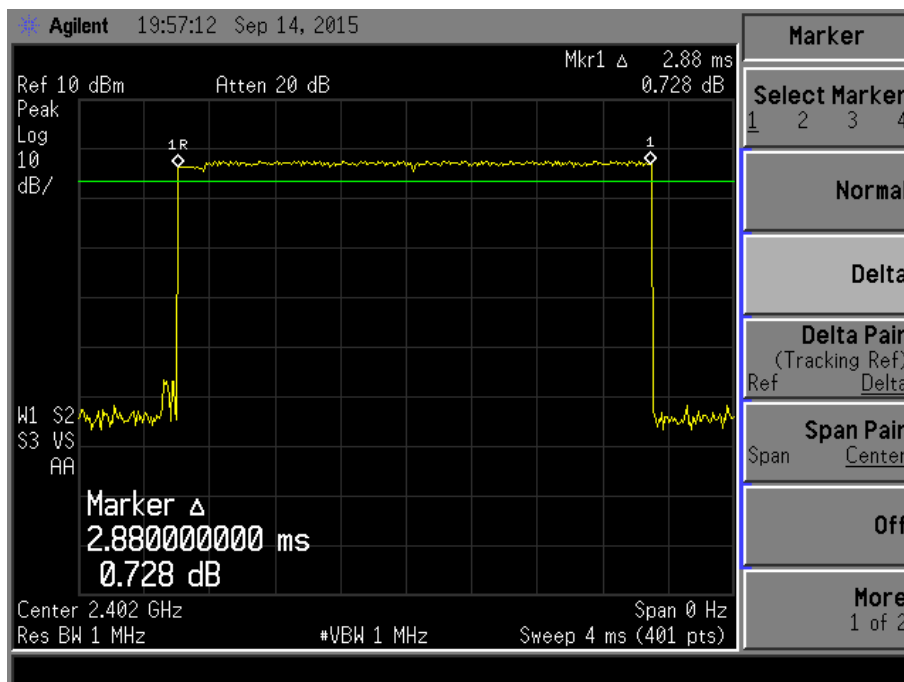 Agilent 19:57:12 Sep 14, 2015
Mkr1 Δ 2.88 ms
Ref 10 dBm Atten 20 dB 0.728 dB
Peak
Log
10
dB/
1R
1
W1 S2
S3 VS
AA
Marker Δ
2.880000000 ms
0.728 dB
Center 2.402 GHz Span 0 Hz
Res BW 1 MHz #VBW 1 MHz Sweep 4 ms (401 pts)
Marker
Select Marker
1 2 3 4
Normal
Delta
Delta Pair
(Tracking Ref)
Ref Delta
Span Pair
Span Center
Off
More
1 of 2